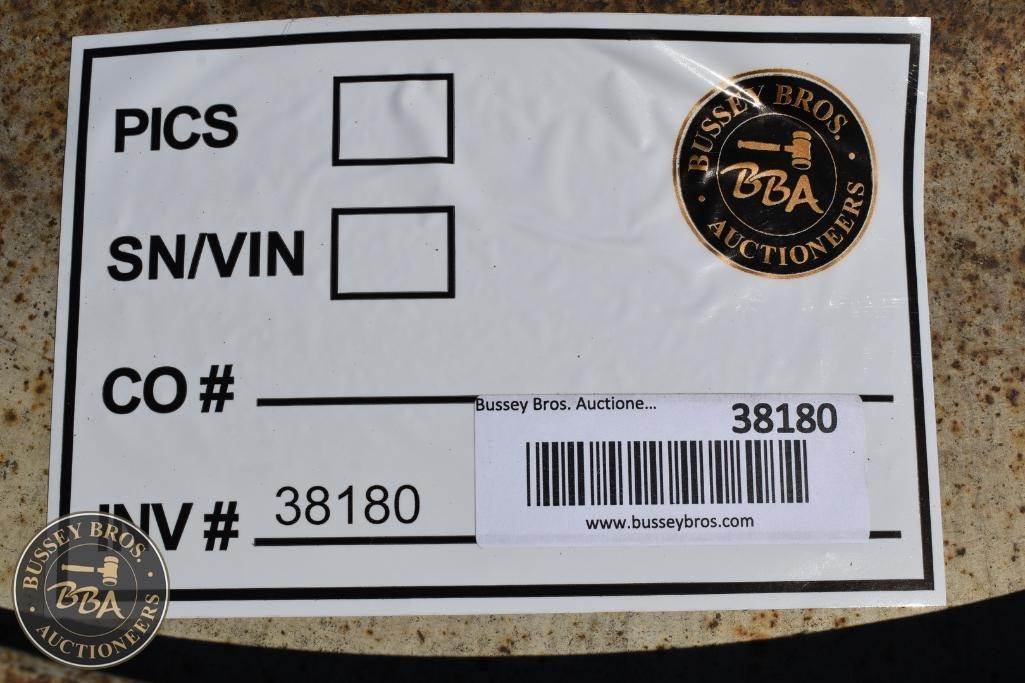 PICS
BUSSEY BROS.
BBA
AUCTIONEERS
SN/VIN
CO #
Bussey Bros. Auctione...
38180
www.busseybros.com
INV # 38180
BUSSEY BROS.
BBA
AUCTIONEERS